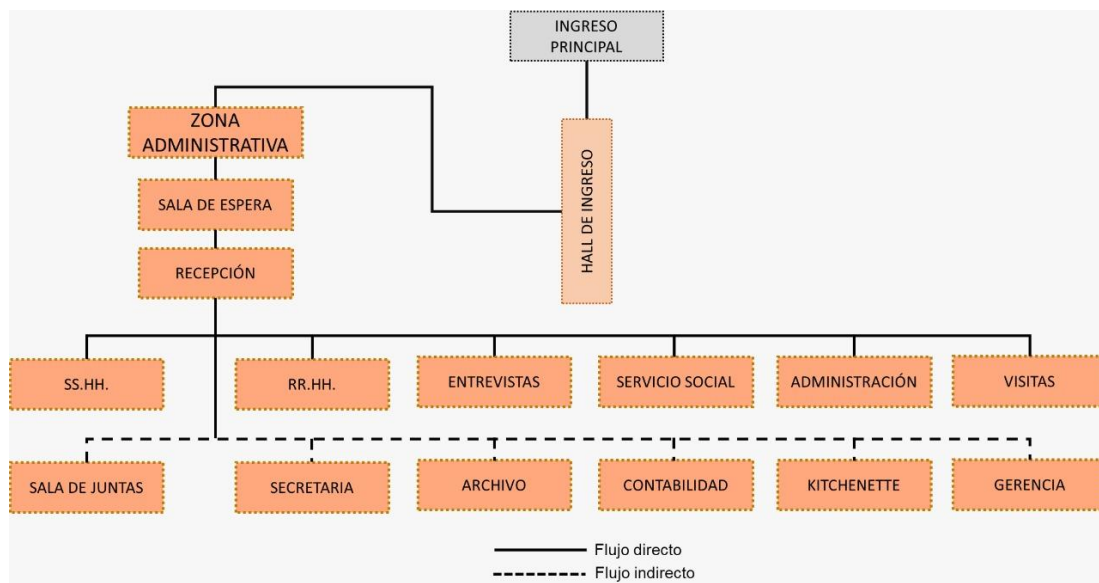 INGRESO
PRINCIPAL
ZONA
ADMINISTRATIVA
HALL DE INGRESO
SALA DE ESPERA
RECEPCIÓN
SS.HH.
RR.HH.
ENTREVISTAS
SERVICIO SOCIAL
ADMINISTRACIÓN
VISITAS
SALA DE JUNTAS
SECRETARIA
ARCHIVO
CONTABILIDAD
KITCHENETTE
GERENCIA
Flujo directo
Flujo indirecto